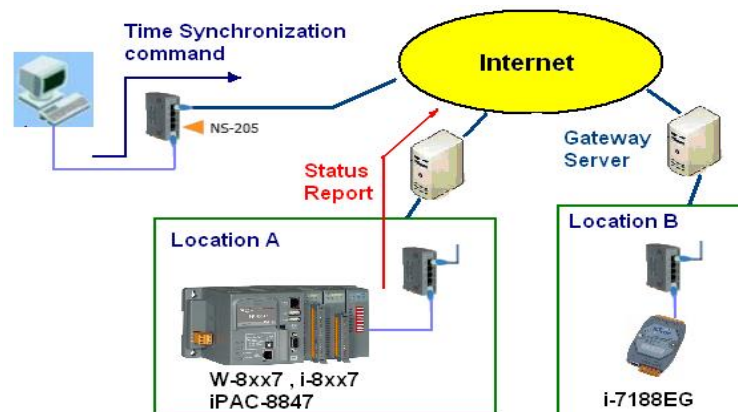 Time Synchronization
command
Internet
NS-205
Gateway
Server
Status
Report
Location A
Location B
W-8xx7 , i-8xx7
iPAC-8847
i-7188EG